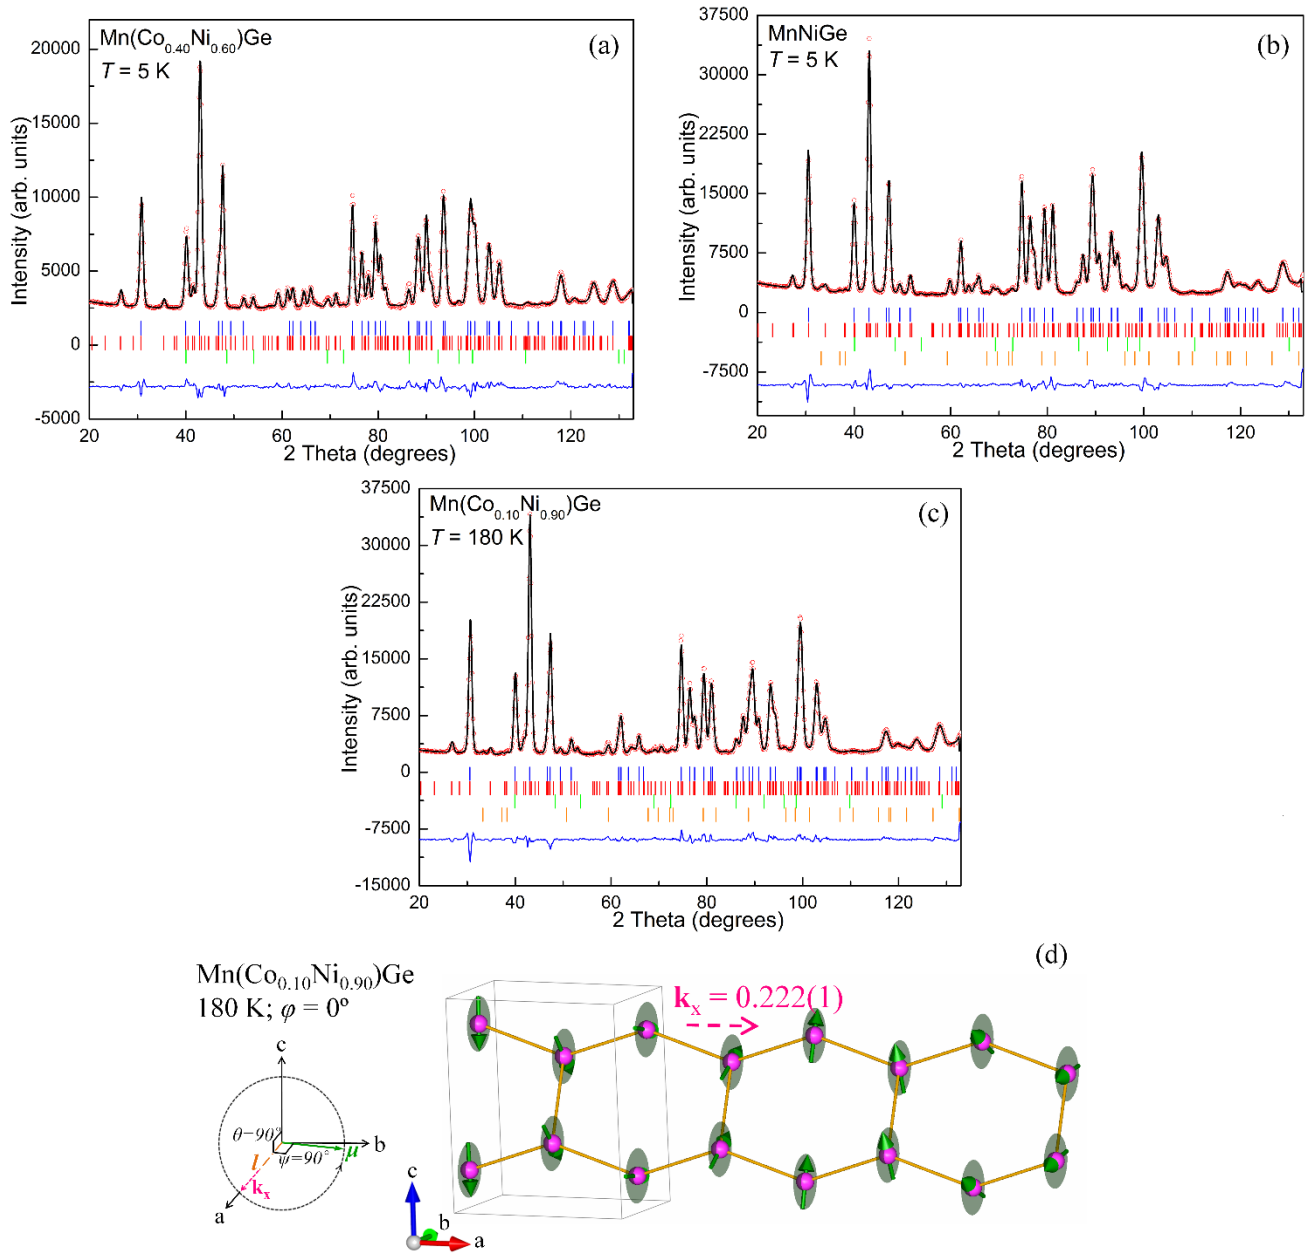 Mn(Co0.40Ni0.60)Ge
T = 5 K
(a)
Intensity (arb. units)
20000
15000
10000
5000
0
-5000
20 40 60 80 100 120
2 Theta (degrees)
MnNiGe
T = 5 K
(b)
Intensity (arb. units)
37500
30000
22500
15000
7500
0
-7500
20 40 60 80 100 120
2 Theta (degrees)
Mn(Co0.10Ni0.90)Ge
T = 180 K
(c)
Intensity (arb. units)
37500
30000
22500
15000
7500
0
-7500
-15000
20 40 60 80 100 120
2 Theta (degrees)
(d)
Mn(Co0.10Ni0.90)Ge
180 K; φ = 0º
kx = 0.222(1)
c
θ=90°
b
ψ=90°
μ
l
kx
a
c
b
a